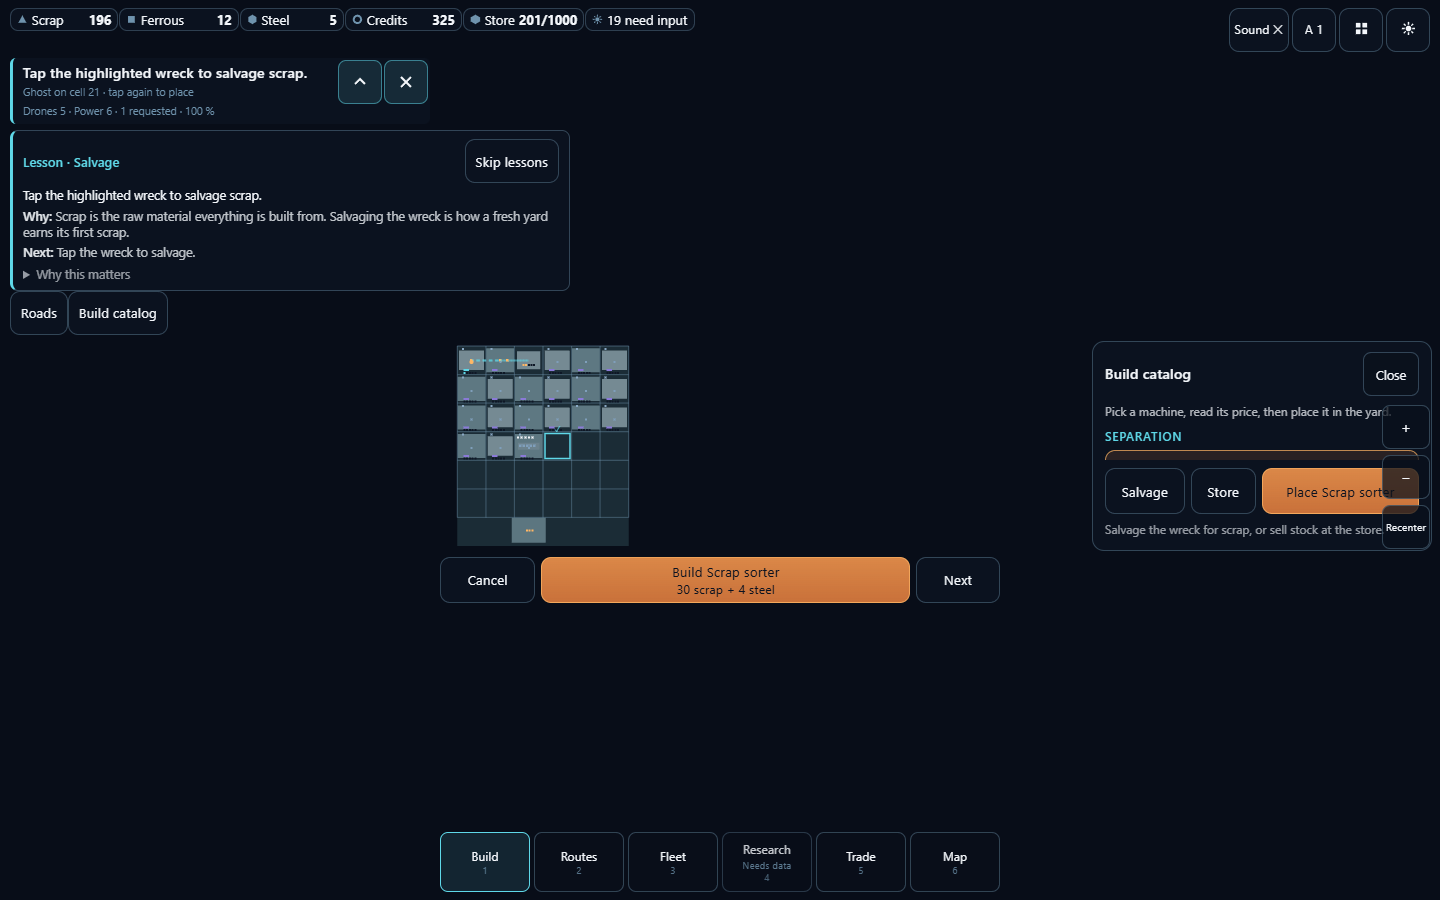 Scrap 196
Ferrous 12
Steel 5
Credits 325
Store 201/1000
19 need input
Sound
A 1
Tap the highlighted wreck to salvage scrap.
Ghost on cell 21 · tap again to place
Drones 5 · Power 6 · 1 requested · 100 %
Lesson · Salvage
Skip lessons
Tap the highlighted wreck to salvage scrap.
Why: Scrap is the raw material everything is built from. Salvaging the wreck is how a fresh yard
earns its first scrap.
Next: Tap the wreck to salvage.
Why this matters
Roads
Build catalog
Build catalog
Close
Pick a machine, read its price, then place it in the yard.
SEPARATION
Salvage
Store
Place Scrap sorter
Salvage the wreck for scrap, or sell stock at the store.
+
−
Recenter
Cancel
Build Scrap sorter
30 scrap + 4 steel
Next
Build
1
Routes
2
Fleet
3
Research
Needs data
4
Trade
5
Map
6